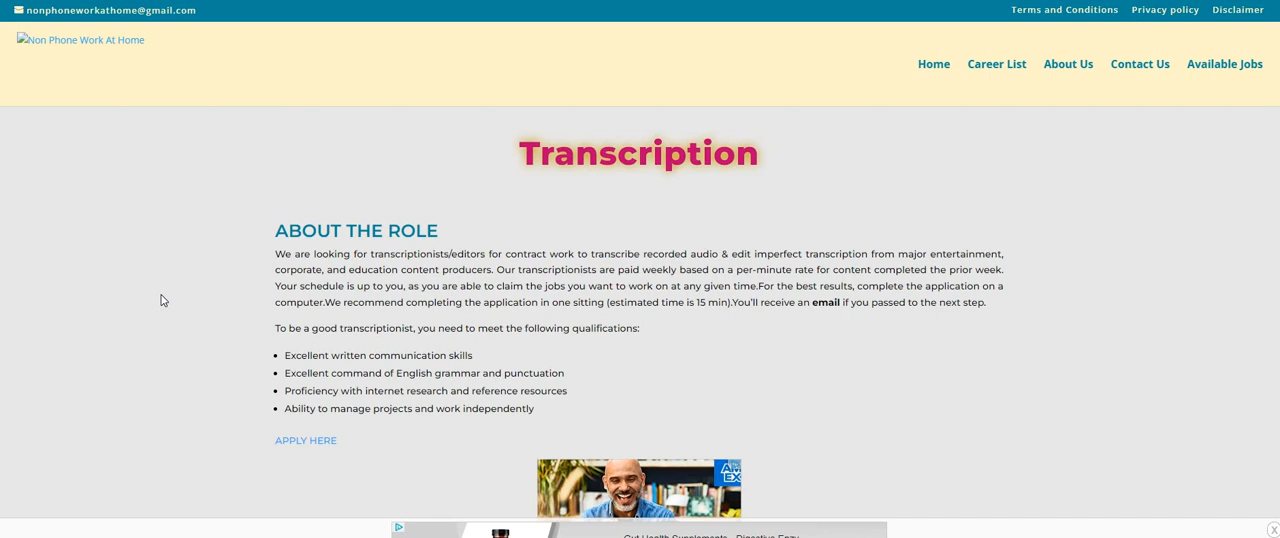 nonphoneworkathome@gmail.com
Terms and Conditions Privacy policy Disclaimer
Non Phone Work At Home
Home Career List About Us Contact Us Available Jobs
Transcription
ABOUT THE ROLE
We are looking for transcriptionists/editors for contract work to transcribe recorded audio & edit imperfect transcription from major entertainment,
corporate, and education content producers. Our transcriptionists are paid weekly based on a per-minute rate for content completed the prior week.
Your schedule is up to you, as you are able to claim the jobs you want to work on at any given time.For the best results, complete the application on a
computer.We recommend completing the application in one sitting (estimated time is 15 min).You’ll receive an email if you passed to the next step.
To be a good transcriptionist, you need to meet the following qualifications:
• Excellent written communication skills
• Excellent command of English grammar and punctuation
• Proficiency with internet research and reference resources
• Ability to manage projects and work independently
APPLY HERE